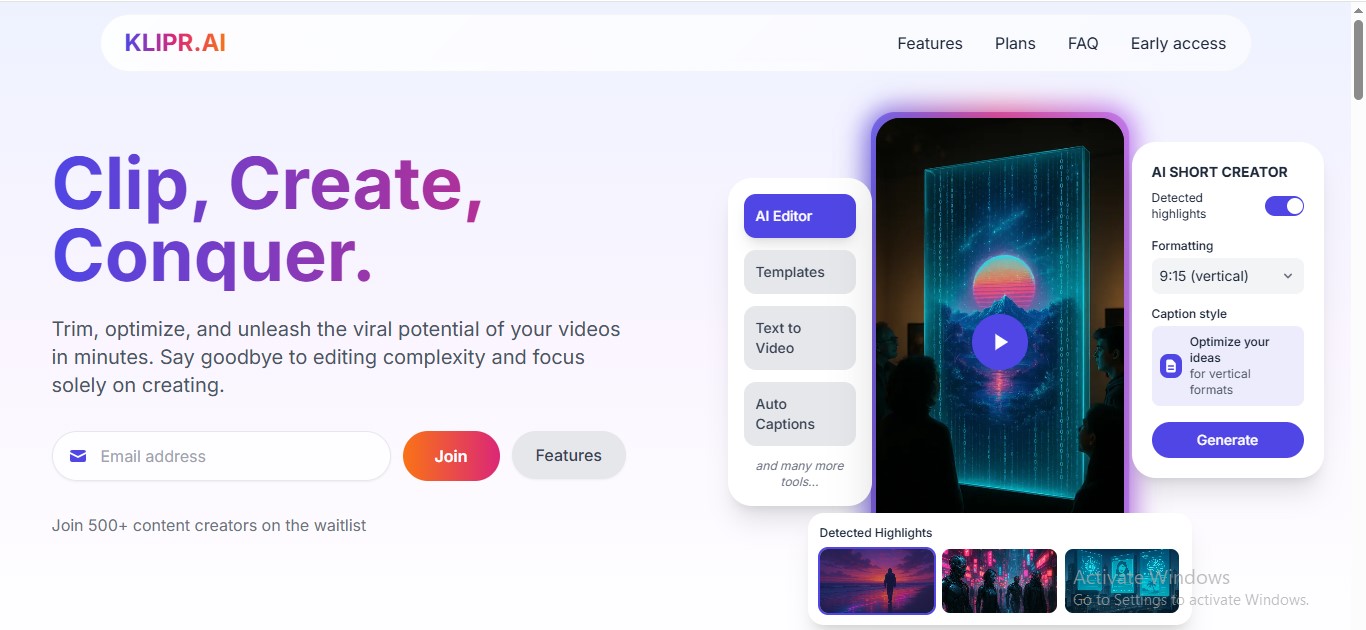 KLIPR.AI
Features
Plans
FAQ
Early access
Clip, Create,
Conquer.
Trim, optimize, and unleash the viral potential of your videos
in minutes. Say goodbye to editing complexity and focus
solely on creating.
Email address
Join
Features
Join 500+ content creators on the waitlist
AI Editor
Templates
Text to
Video
Auto
Captions
and many more
tools...
AI SHORT CREATOR
Detected
highlights
Formatting
9:15 (vertical)
Caption style
Optimize your
ideas
for vertical
formats
Generate
Detected Highlights
Activate Windows
Go to Settings to activate Windows.